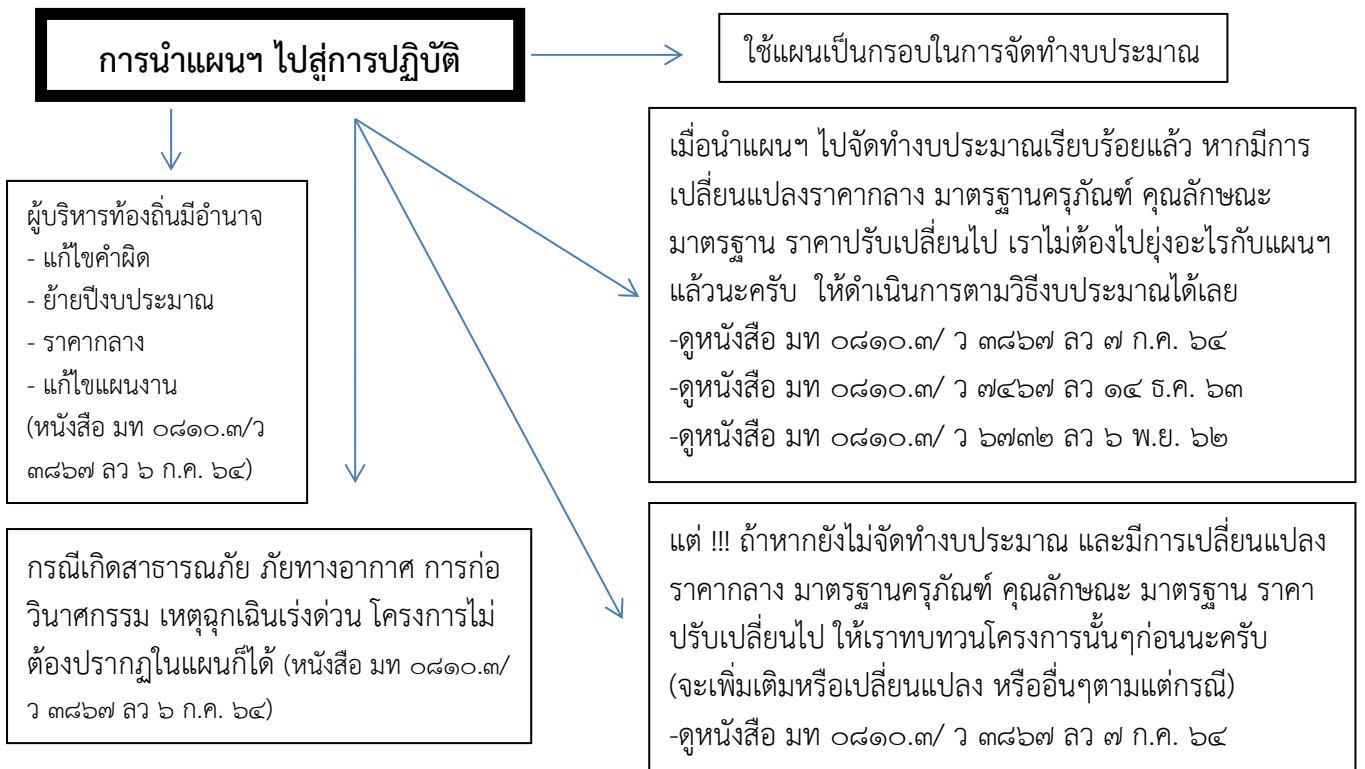 การนำแผนฯ ไปสู่การปฏิบัติ
ใช้แผนเป็นกรอบในการจัดทำงบประมาณ
ผู้บริหารท้องถิ่นมีอำนาจ
- แก้ไขคำผิด
- ย้ายปีงบประมาณ
- ราคากลาง
- แก้ไขแผนงาน
(หนังสือ มท ๐๘๑๐.๓/ว
๓๘๖๗ ลว ๖ ก.ค. ๖๔)
เมื่อนำแผนฯ ไปจัดทำงบประมาณเรียบร้อยแล้ว หากมีการ
เปลี่ยนแปลงราคากลาง มาตรฐานครุภัณฑ์ คุณลักษณะ
มาตรฐาน ราคาปรับเปลี่ยนไป เราไม่ต้องไปยุ่งอะไรกับแผนฯ
แล้วนะครับ ให้ดำเนินการตามวิธีงบประมาณได้เลย
-ดูหนังสือ มท ๐๘๑๐.๓/ ว ๓๘๖๗ ลว ๗ ก.ค. ๖๔
-ดูหนังสือ มท ๐๘๑๐.๓/ ว ๗๔๖๗ ลว ๑๔ ธ.ค. ๖๓
-ดูหนังสือ มท ๐๘๑๐.๓/ ว ๖๗๓๒ ลว ๖ พ.ย. ๖๒
กรณีเกิดสาธารณภัย ภัยทางอากาศ การก่อ
วินาศกรรม เหตุฉุกเฉินเร่งด่วน โครงการไม่
ต้องปรากฏในแผนก็ได้ (หนังสือ มท ๐๘๑๐.๓/
ว ๓๘๖๗ ลว ๖ ก.ค. ๖๔)
แต่ !!! ถ้าหากยังไม่จัดทำงบประมาณ และมีการเปลี่ยนแปลง
ราคากลาง มาตรฐานครุภัณฑ์ คุณลักษณะ มาตรฐาน ราคา
ปรับเปลี่ยนไป ให้เราทบทวนโครงการนั้นๆก่อนนะครับ
(จะเพิ่มเติมหรือเปลี่ยนแปลง หรืออื่นๆตามแต่กรณี)
-ดูหนังสือ มท ๐๘๑๐.๓/ ว ๓๘๖๗ ลว ๗ ก.ค. ๖๔